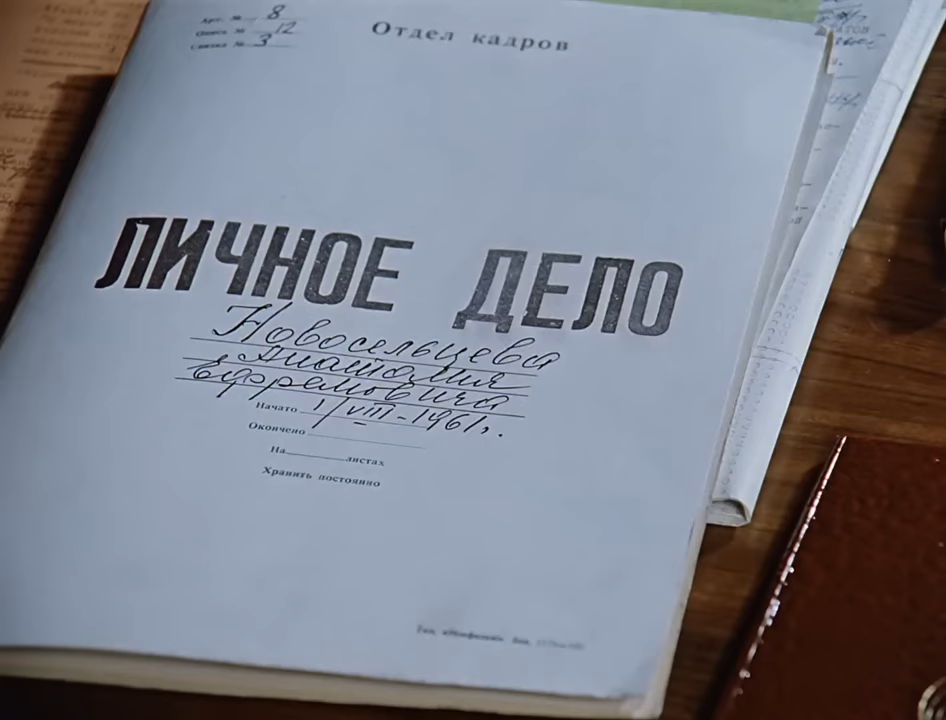 Арх. № 8
Опись № 12
Связка № 3
Отдел кадров
ЛИЧНОЕ ДЕЛО
Новосельцева
Анатолия
Ефремовича
Начато 1/VIII-1961г.
Окончено
На листах
Хранить постоянно